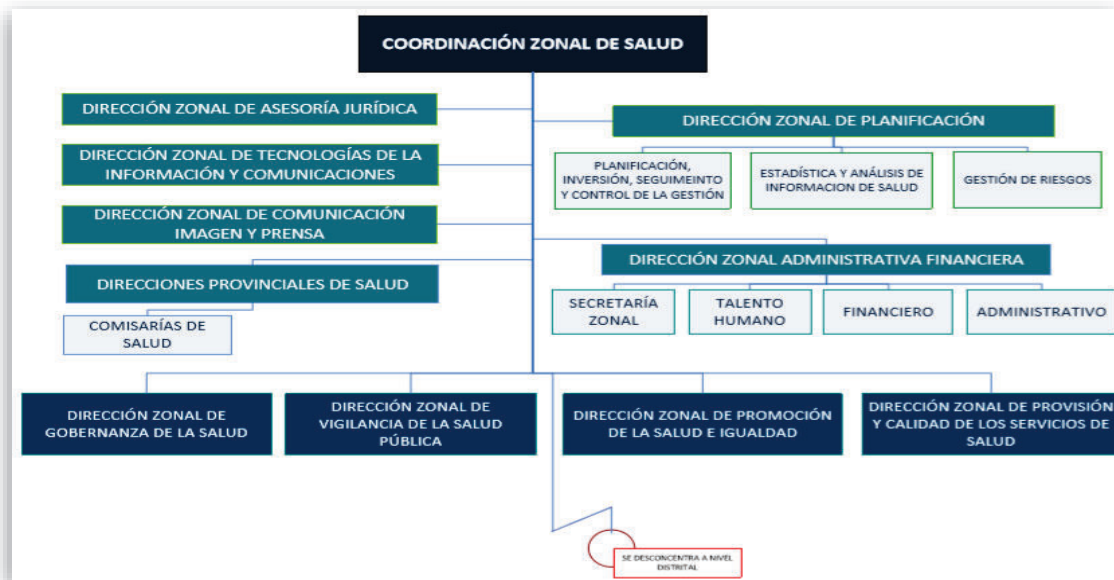 COORDINACIÓN ZONAL DE SALUD
DIRECCIÓN ZONAL DE ASESORÍA JURÍDICA
DIRECCIÓN ZONAL DE PLANIFICACIÓN
DIRECCIÓN ZONAL DE TECNOLOGÍAS DE LA
INFORMACIÓN Y COMUNICACIONES
PLANIFICACIÓN,
INVERSIÓN, SEGUIMEINTO
Y CONTROL DE LA GESTIÓN
ESTADÍSTICA Y ANÁLISIS DE
INFORMACION DE SALUD
GESTIÓN DE RIESGOS
DIRECCIÓN ZONAL DE COMUNICACIÓN
IMAGEN Y PRENSA
DIRECCIÓN ZONAL ADMINISTRATIVA FINANCIERA
DIRECCIONES PROVINCIALES DE SALUD
COMISARÍAS DE
SALUD
SECRETARÍA
ZONAL
TALENTO
HUMANO
FINANCIERO
ADMINISTRATIVO
DIRECCIÓN ZONAL DE
GOBERNANZA DE LA SALUD
DIRECCIÓN ZONAL DE
VIGILANCIA DE LA SALUD
PÚBLICA
DIRECCIÓN ZONAL DE PROMOCIÓN
DE LA SALUD E IGUALDAD
DIRECCIÓN ZONAL DE PROVISIÓN
Y CALIDAD DE LOS SERVICIOS DE
SALUD
SE DESCONCENTRA A NIVEL
DISTRITAL